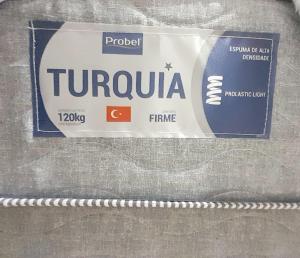 Probel
TURQUIA
120kg
FIRME
ESPUMA DE ALTA
DENSIDADE
PROLASTIC LIGHT